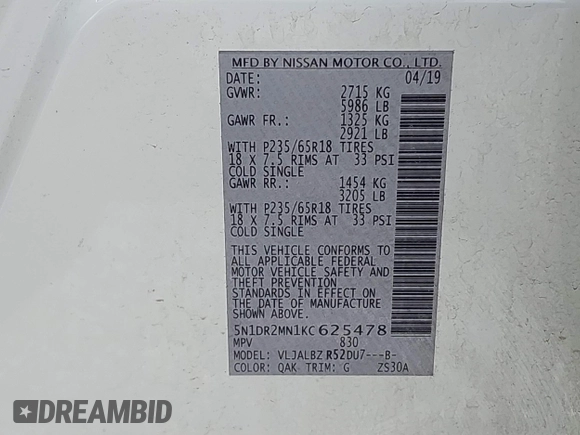 MFD BY NISSAN MOTOR CO., LTD.
DATE: 04/19
GVWR: 2715 KG
5986 LB
GAWR FR.: 1325 KG
2921 LB
WITH P235/65R18 TIRES
18 X 7.5 RIMS AT 33 PSI
COLD SINGLE
GAWR RR.: 1454 KG
3205 LB
WITH P235/65R18 TIRES
18 X 7.5 RIMS AT 33 PSI
COLD SINGLE
THIS VEHICLE CONFORMS TO
ALL APPLICABLE FEDERAL
MOTOR VEHICLE SAFETY AND
THEFT PREVENTION
STANDARDS IN EFFECT ON
THE DATE OF MANUFACTURE
SHOWN ABOVE.
5N1DR2MN1KC625478
MPV 830
MODEL: VLJALBZ R52DU7---B-
COLOR: QAK TRIM: G ZS30A
DREAMBID